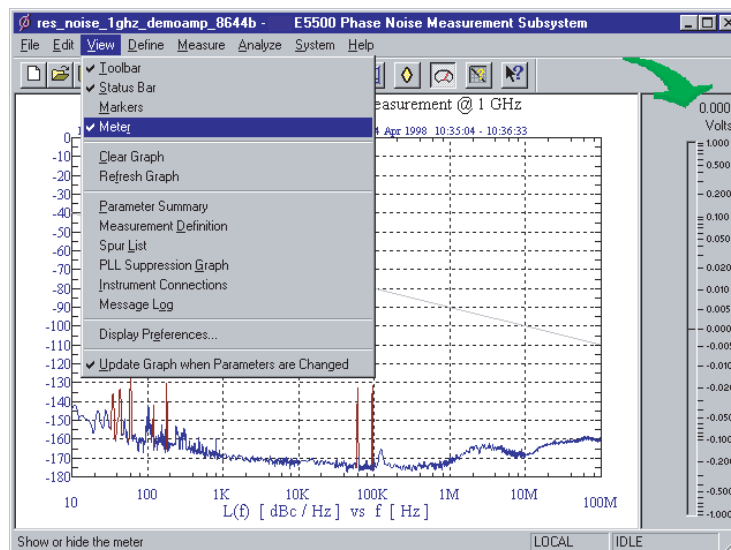 res_noise_1ghz_demoamp_8644b - E5500 Phase Noise Measurement Subsystem
File Edit View Define Measure Analyze System Help
Toolbar
Status Bar
Markers
Meter
Clear Graph
Refresh Graph
Parameter Summary
Measurement Definition
Spur List
PLL Suppression Graph
Instrument Connections
Message Log
Display Preferences...
Update Graph when Parameters are Changed
easurement @ 1 GHz
Apr 1998 10:35:04 - 10:36:33
0
-10
-20
-30
-40
-50
-60
-70
-80
-90
-100
-110
-120
-130
-140
-150
-160
-170
-180
10 100 1K 10K 100K 1M 10M 100M
L(f) [ dBc / Hz ] vs f [ Hz ]
0.000
Volts
1.000
0.500
0.200
0.100
0.050
0.020
0.010
0.005
0.000
-0.005
-0.010
-0.020
-0.050
-0.100
-0.200
-0.500
-1.000
Show or hide the meter LOCAL IDLE